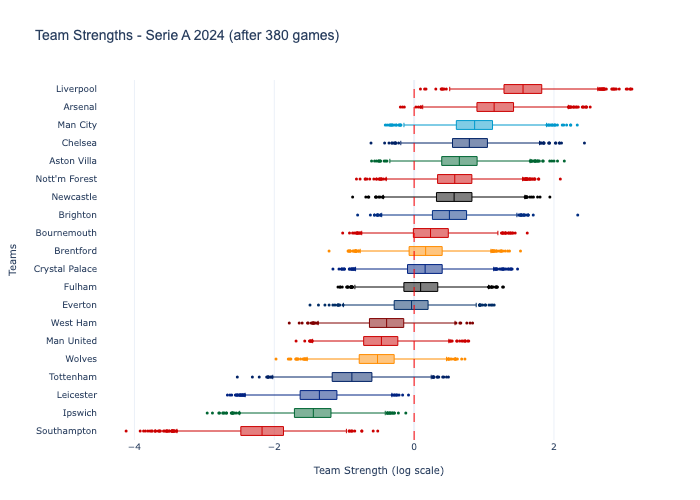 Team Strengths - Serie A 2024 (after 380 games)
Liverpool
Arsenal
Man City
Chelsea
Aston Villa
Nott'm Forest
Newcastle
Brighton
Bournemouth
Brentford
Crystal Palace
Fulham
Everton
West Ham
Man United
Wolves
Tottenham
Leicester
Ipswich
Southampton
Teams
−4
−2
0
2
Team Strength (log scale)